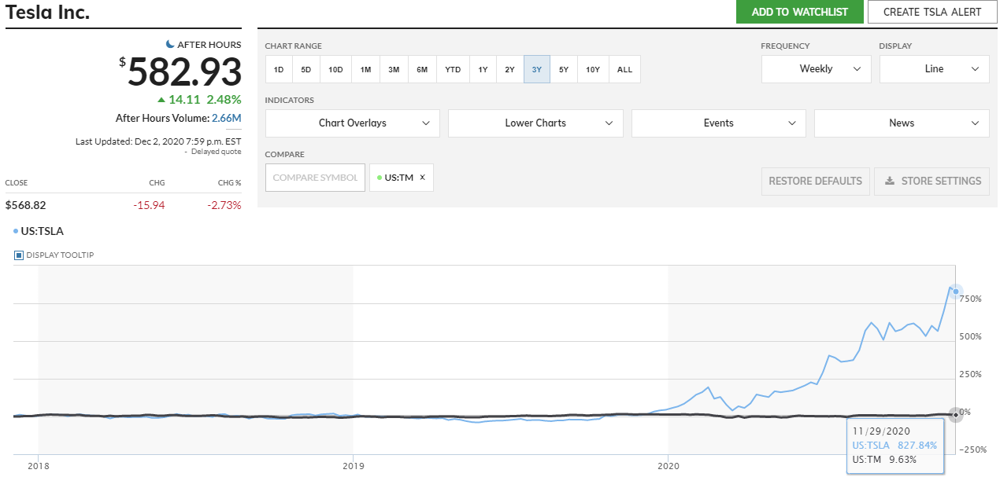 Tesla Inc.
ADD TO WATCHLIST
CREATE TSLA ALERT
AFTER HOURS
$582.93
14.11 2.48%
After Hours Volume: 2.66M
Last Updated: Dec 2, 2020 7:59 p.m. EST
- Delayed quote
CLOSE CHG CHG %
$568.82 -15.94 -2.73%
CHART RANGE
1D 5D 10D 1M 3M 6M YTD 1Y 2Y 3Y 5Y 10Y ALL
FREQUENCY
Weekly
DISPLAY
Line
INDICATORS
Chart Overlays
Lower Charts
Events
News
COMPARE
COMPARE SYMBOL
US:TM ×
RESTORE DEFAULTS
STORE SETTINGS
US:TSLA
DISPLAY TOOLTIP
750%
500%
250%
0%
-250%
11/29/2020
US:TSLA 827.84%
US:TM 9.63%
2018 2019 2020